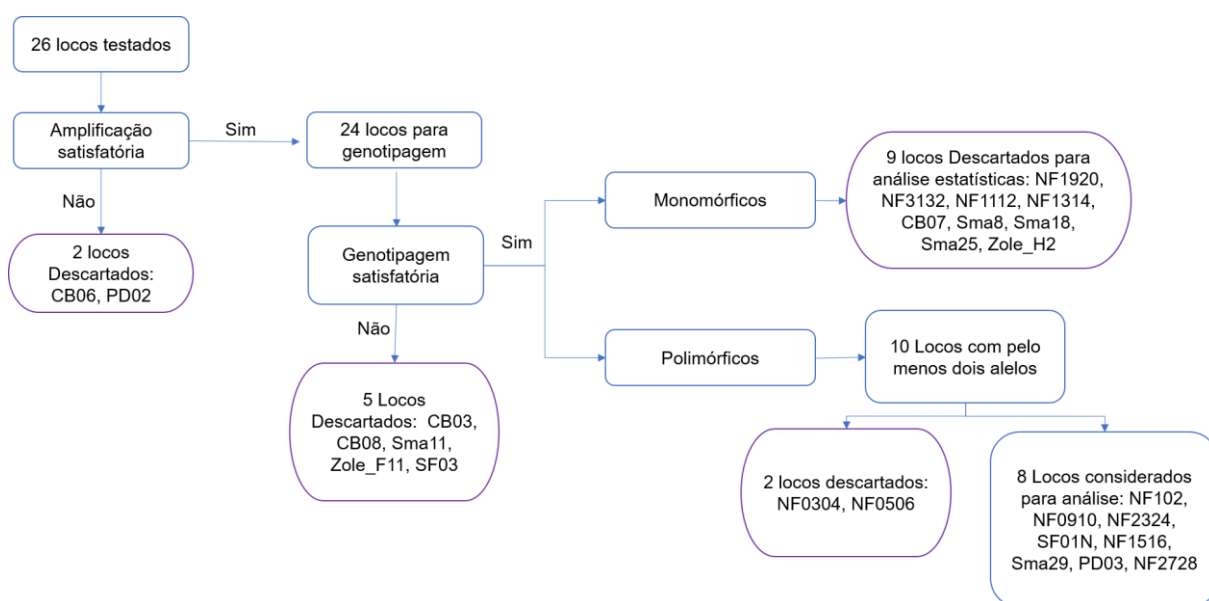 26 locos testados
Amplificação
satisfatória
Sim
24 locos para
genotipagem
Não
2 locos
Descartados:
CB06, PD02
Genotipagem
satisfatória
Sim
Não
5 Locos
Descartados: CB03,
CB08, Sma11,
Zole_F11, SF03
Monomórficos
9 locos Descartados para
análise estatísticas: NF1920,
NF3132, NF1112, NF1314,
CB07, Sma8, Sma18,
Sma25, Zole_H2
Polimórficos
10 Locos com pelo
menos dois alelos
2 locos descartados:
NF0304, NF0506
8 Locos considerados
para análise: NF102,
NF0910, NF2324,
SF01N, NF1516,
Sma29, PD03, NF2728